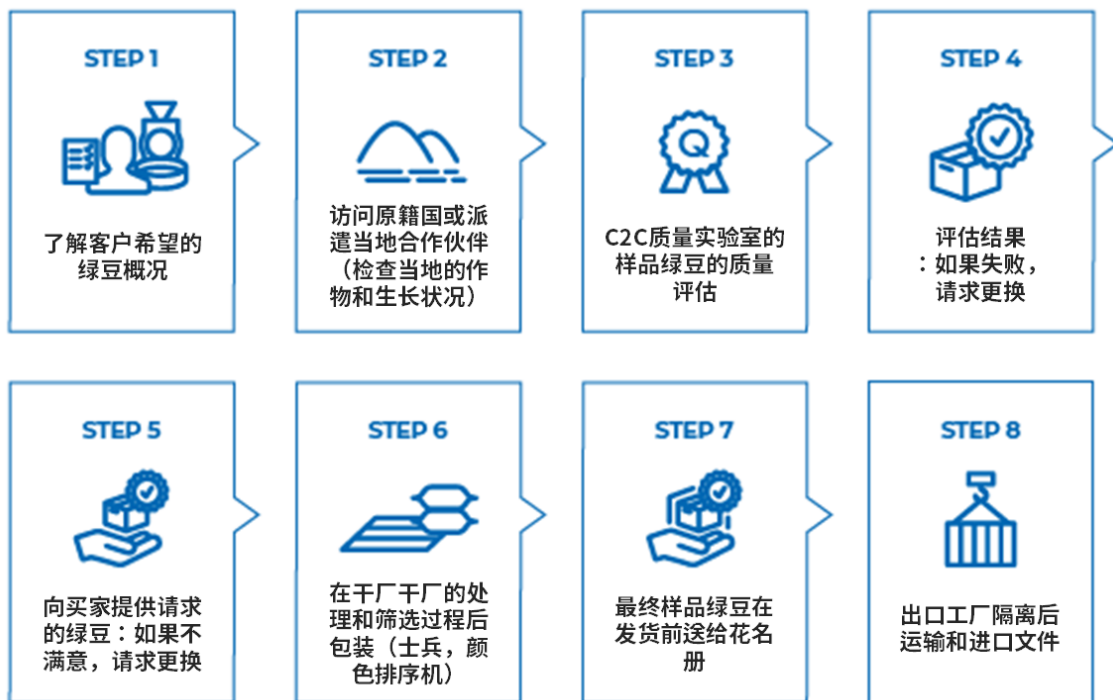 STEP 1
了解客户希望的
绿豆概况
STEP 2
访问原籍国或派
遣当地合作伙伴
（检查当地的作
物和生长状况）
STEP 3
Q
C2C质量实验室的
样品绿豆的质量
评估
STEP 4
评估结果
：如果失败，
请求更换
STEP 5
向买家提供请求
的绿豆：如果不
满意，请求更换
STEP 6
在干厂干厂的处
理和筛选过程后
包装（士兵，颜
色排序机）
STEP 7
最终样品绿豆在
发货前送给花名
册
STEP 8
出口工厂隔离后
运输和进口文件